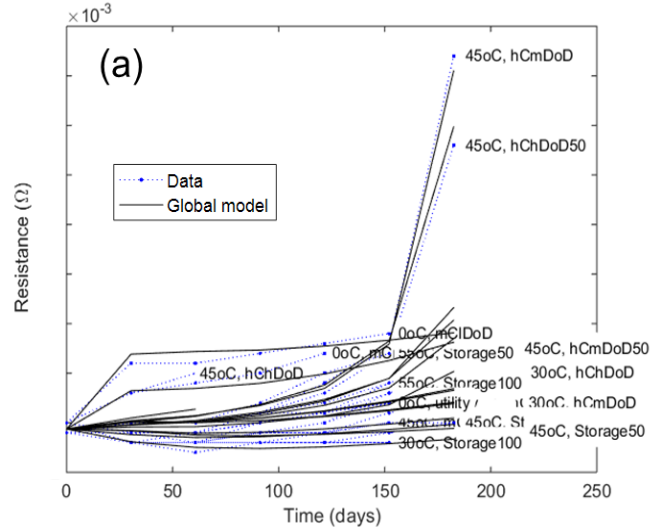 ×10⁻³
(a)
45oC, hCmDoD
45oC, hChDoD50
Data
Global model
Resistance (Ω)
0oC, mClDoD
0oC, mC
55oC, Storage50
45oC, hCmDoD50
45oC, hChDoD
30oC, hChDoD
55oC, Storage100
0oC, utility
30oC, hCmDoD
45oC, St
45oC, Storage50
30oC, Storage100
0 50 100 150 200 250
Time (days)